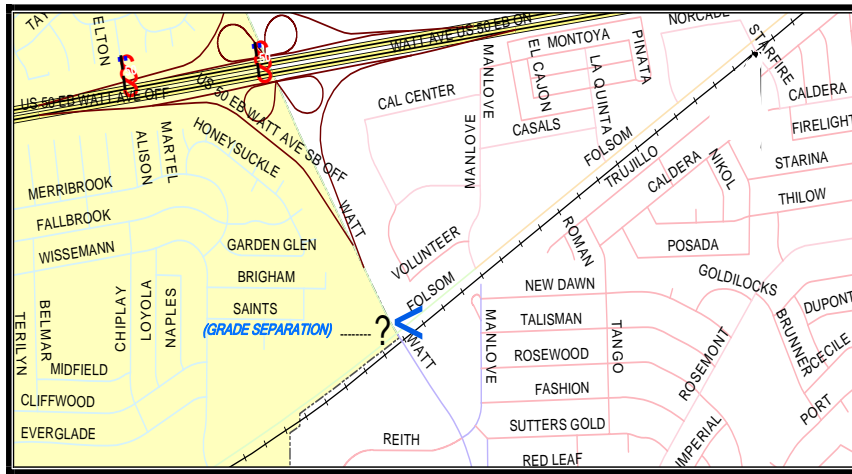 TAY
ELTON
WATT AVE US 50 EB ON
NORCADE
STARFIRE
MONTOYA
PINATA
EL CAJON
LA QUINTA
MANLOVE
CAL CENTER
CASALS
MANLOVE
US 50 EB WATT AVE OFF
US 50 EB WATT AVE SB OFF
HONEYSUCKLE
MARTEL
ALISON
MERRIBROOK
FALLBROOK
WISSEMANN
GARDEN GLEN
BRIGHAM
SAINTS
(GRADE SEPARATION) ------- ? <
CHIPLAY
LOYOLA
NAPLES
BELMAR
TERILYN
MIDFIELD
CLIFFWOOD
EVERGLADE
WATT
VOLUNTEER
FOLSOM
FOLSOM
TRUJILLO
CALDERA
NIKOL
CALDERA
FIRELIGHT
STARINA
THILOW
ROMAN
POSADA
GOLDILOCKS
DUPONT
BRUNNER
CECILE
PORT
NEW DAWN
TALISMAN
ROSEWOOD
FASHION
SUTTERS GOLD
RED LEAF
MANLOVE
TANGO
ROSEMONT
IMPERIAL
WATT
REITH